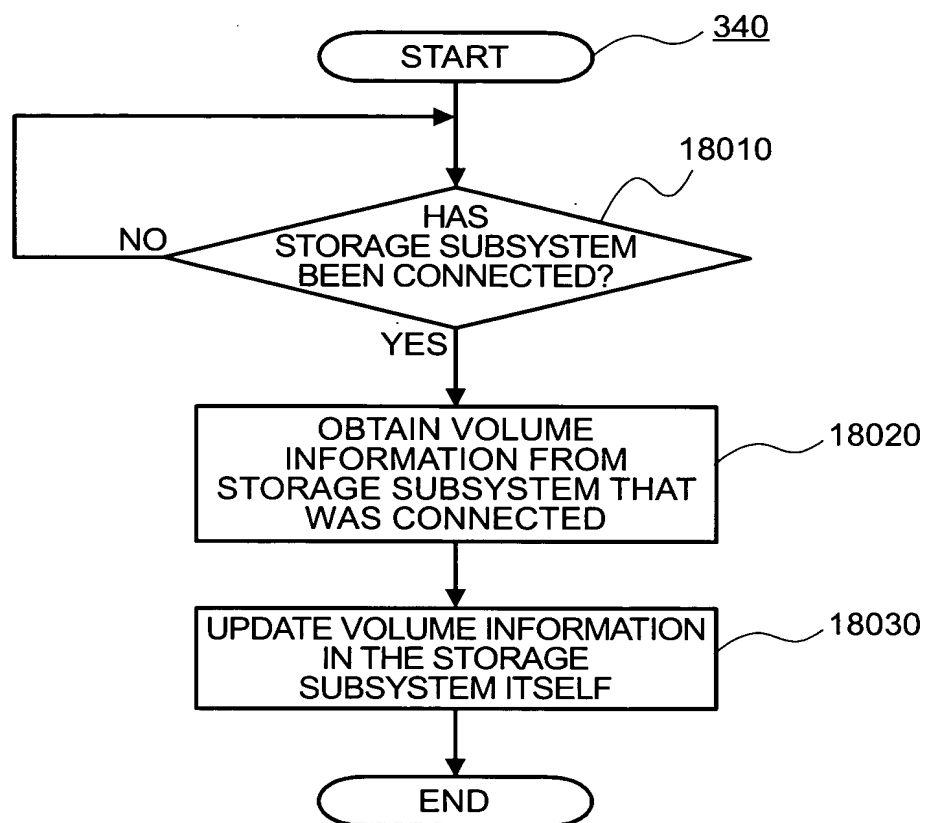 340
START
18010
HAS
STORAGE SUBSYSTEM
BEEN CONNECTED?
NO
YES
OBTAIN VOLUME
INFORMATION FROM
STORAGE SUBSYSTEM THAT
WAS CONNECTED
18020
UPDATE VOLUME INFORMATION
IN THE STORAGE
SUBSYSTEM ITSELF
18030
END